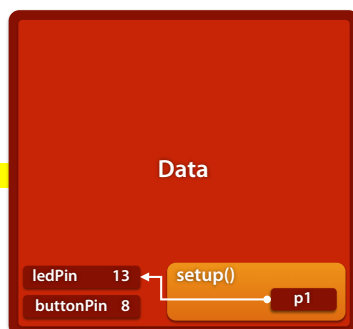 Data
ledPin 13
buttonPin 8
setup()
p1